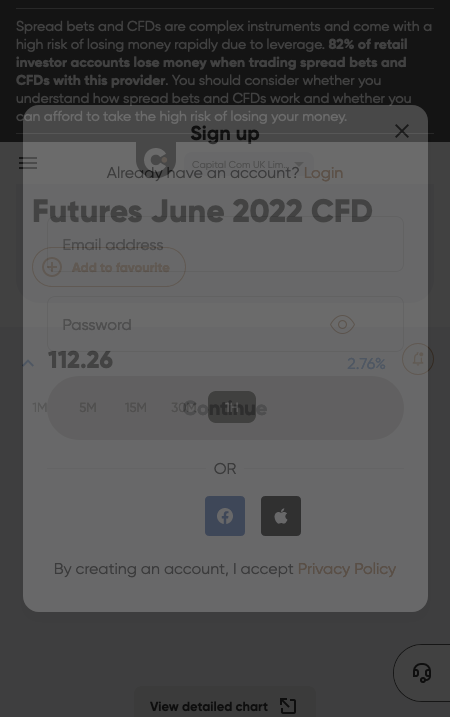 Spread bets and CFDs are complex instruments and come with a
high risk of losing money rapidly due to leverage. 82% of retail
investor accounts lose money when trading spread bets and
CFDs with this provider. You should consider whether you
understand how spread bets and CFDs work and whether you
can afford to take the high risk of losing your money.
Sign up
Capital Com UK Lim...
Already have an account? Login
Futures June 2022 CFD
Email address
Add to favourite
Password
112.26
2.76%
1M 5M 15M 30M 1H
Continue
OR
By creating an account, I accept Privacy Policy
View detailed chart